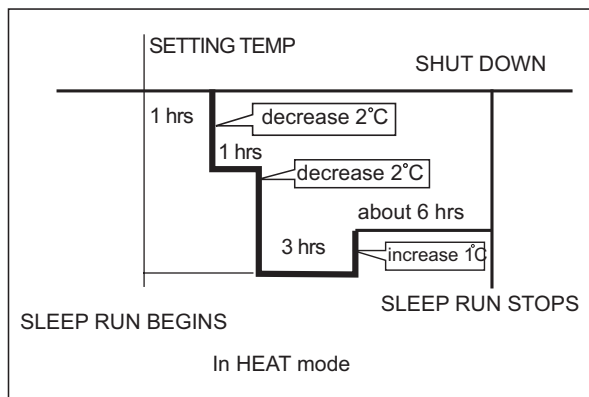 SETTING TEMP
SHUT DOWN
1 hrs
decrease 2°C
1 hrs
decrease 2°C
about 6 hrs
3 hrs
increase 1°C
SLEEP RUN STOPS
SLEEP RUN BEGINS
In HEAT mode